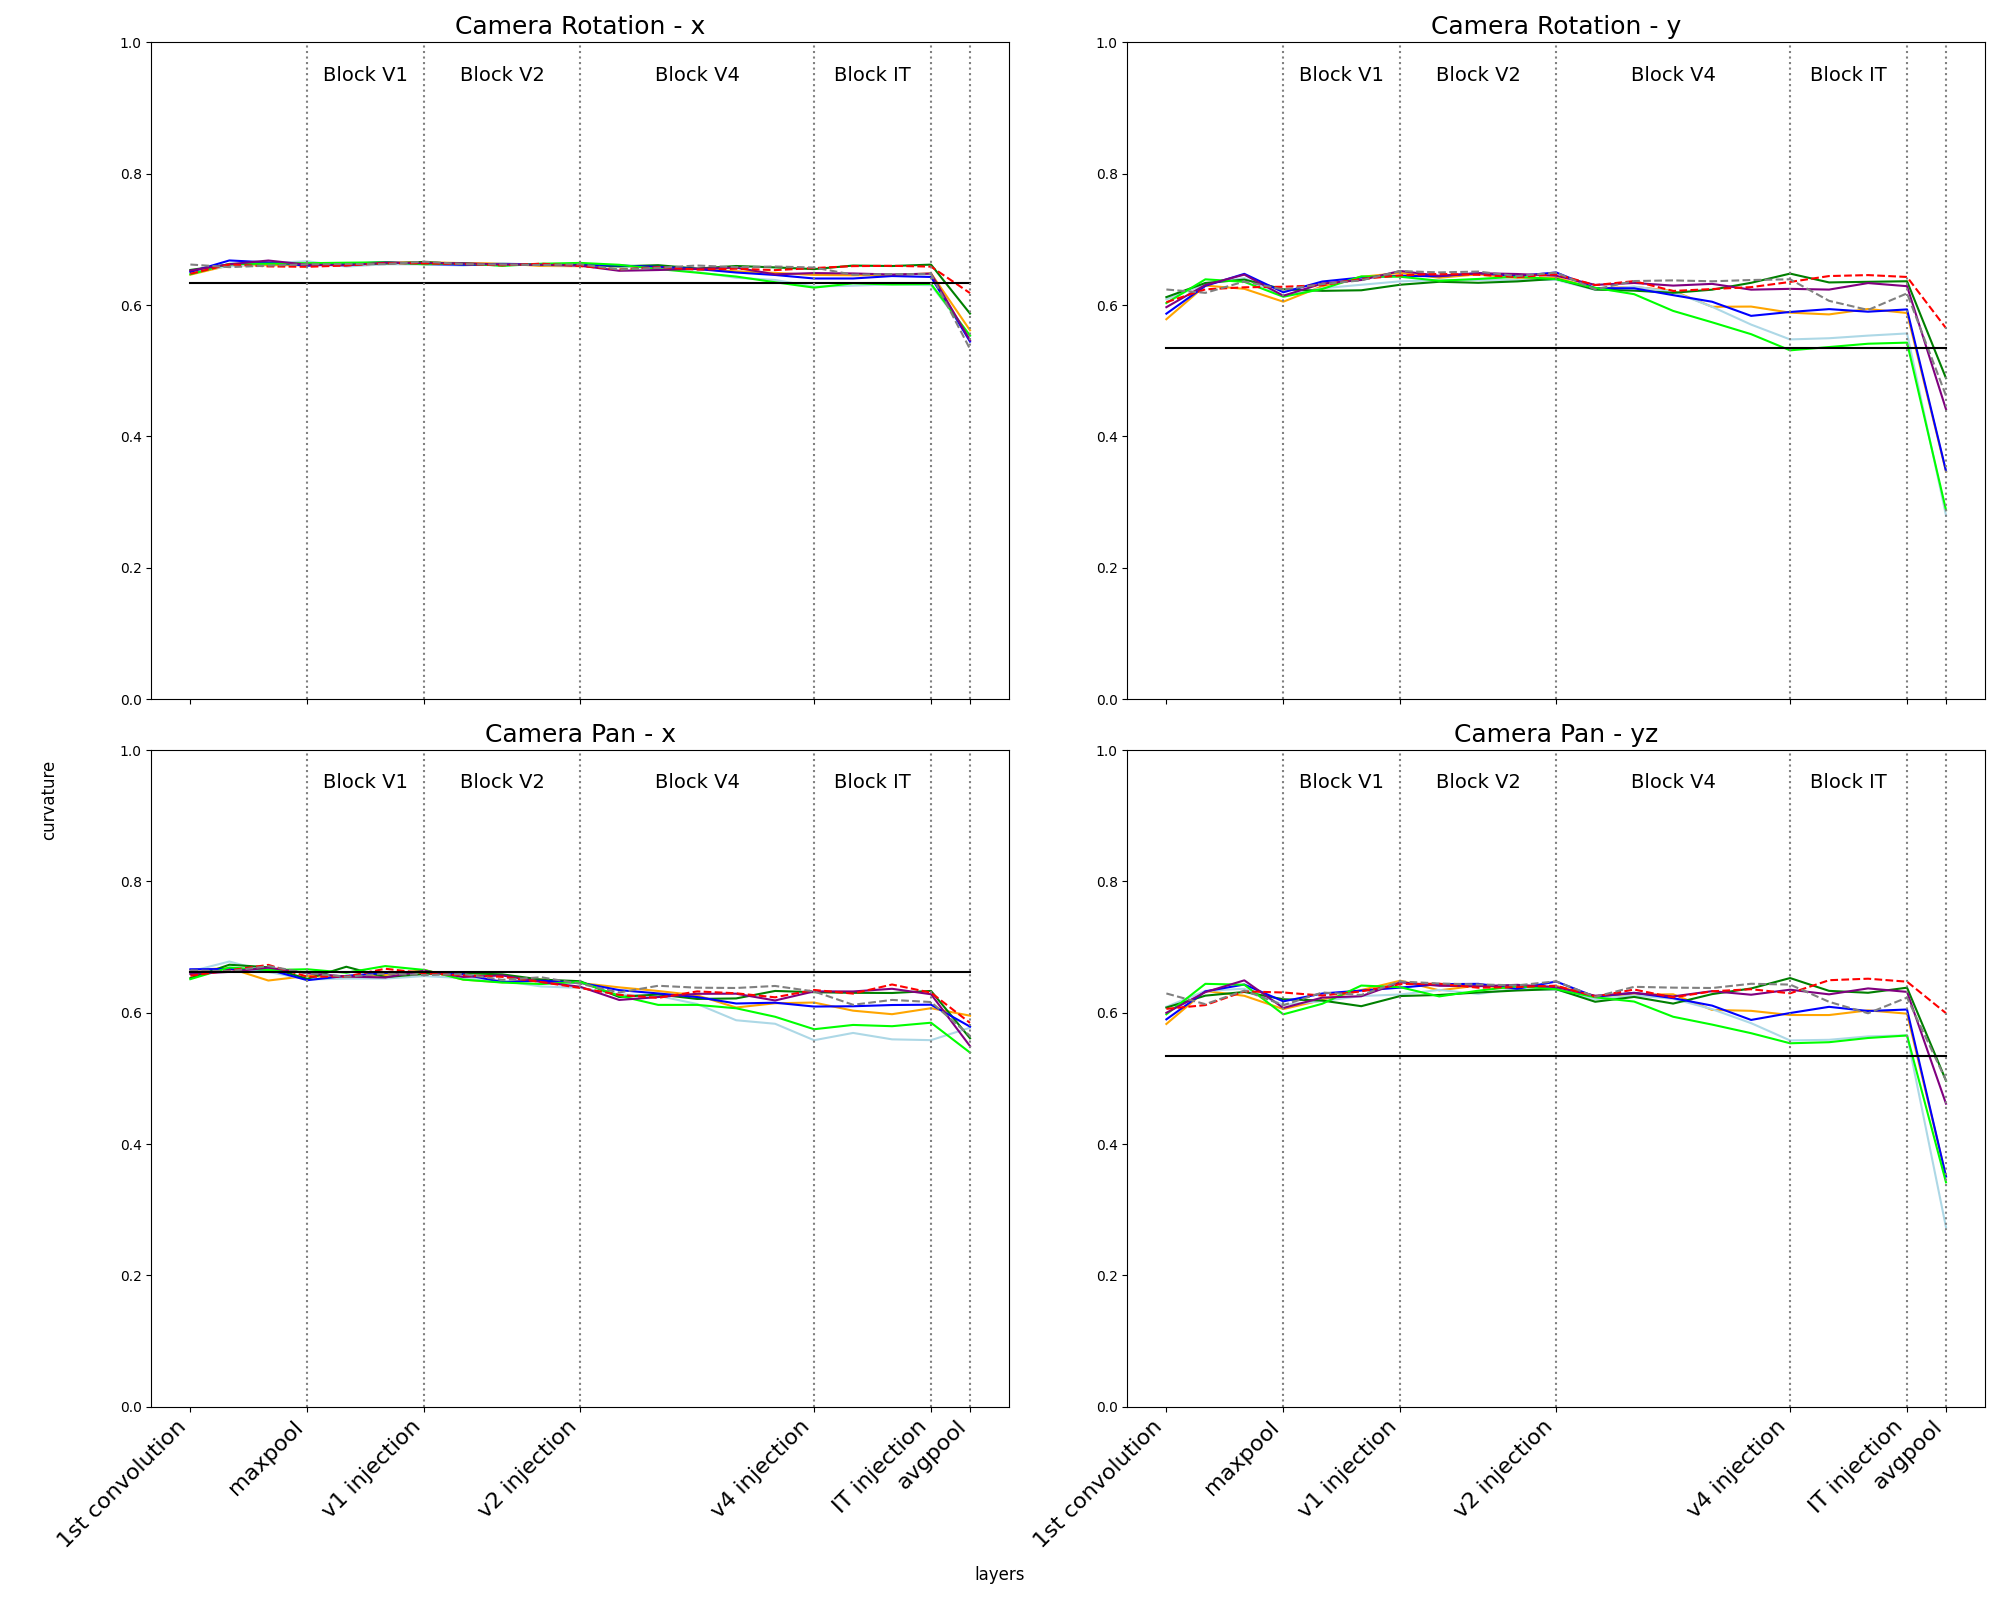 Camera Rotation - x
1.0
0.8
0.6
0.4
0.2
0.0
Block V1 Block V2 Block V4 Block IT
Camera Rotation - y
1.0
0.8
0.6
0.4
0.2
0.0
Block V1 Block V2 Block V4 Block IT
curvature
Camera Pan - x
1.0
0.8
0.6
0.4
0.2
0.0
Block V1 Block V2 Block V4 Block IT
1st convolution
maxpool
v1 injection
v2 injection
v4 injection
IT injection
avgpool
Camera Pan - yz
1.0
0.8
0.6
0.4
0.2
0.0
Block V1 Block V2 Block V4 Block IT
1st convolution
maxpool
v1 injection
v2 injection
v4 injection
IT injection
avgpool
layers